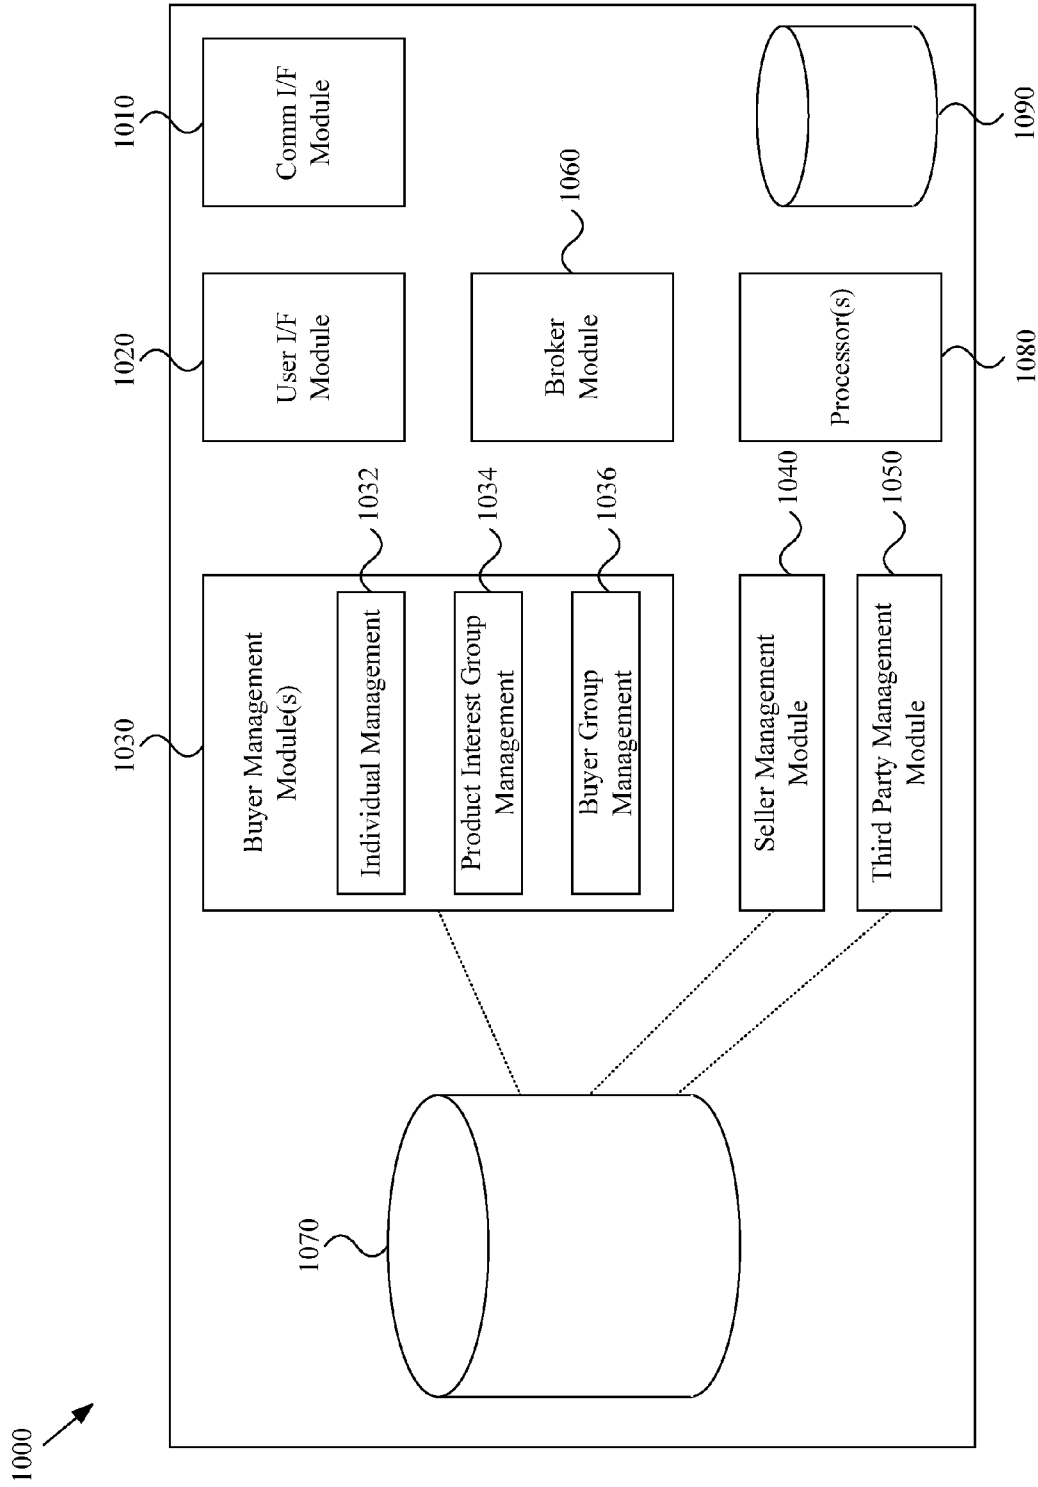 1000
1070
1030
Buyer Management
Module(s)
Individual Management
1032
Product Interest Group
Management
1034
Buyer Group
Management
1036
Seller Management
Module
1040
Third Party Management
Module
1050
1020
User I/F
Module
1010
Comm I/F
Module
Broker
Module
1060
Processor(s)
1080
1090